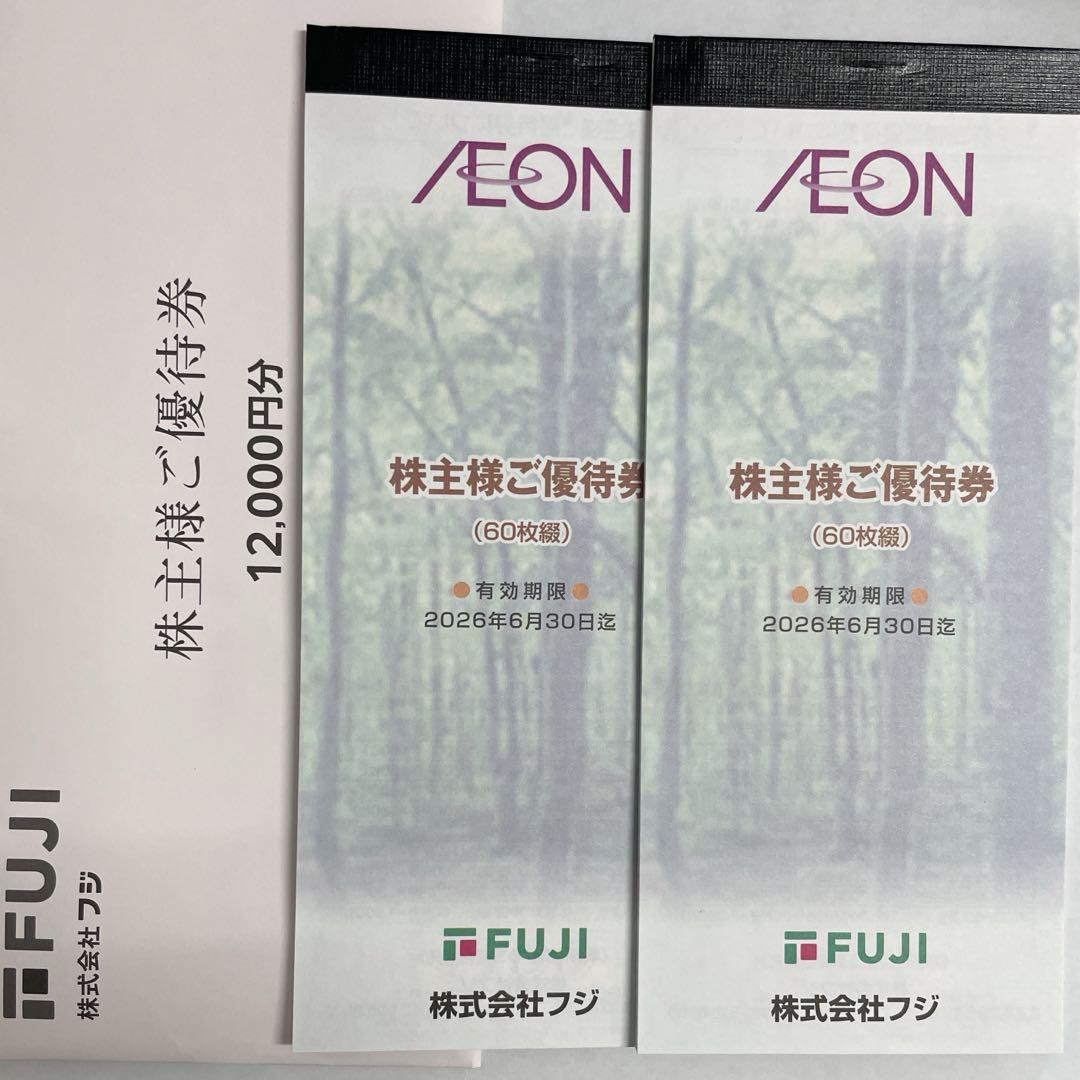 株主様ご優待券
12,000円分
FUJI
株式会社フジ
ÆON
株主様ご優待券
(60枚綴)
●有効期限●
2026年6月30日迄
FUJI
株式会社フジ
ÆON
株主様ご優待券
(60枚綴)
●有効期限●
2026年6月30日迄
FUJI
株式会社フジ